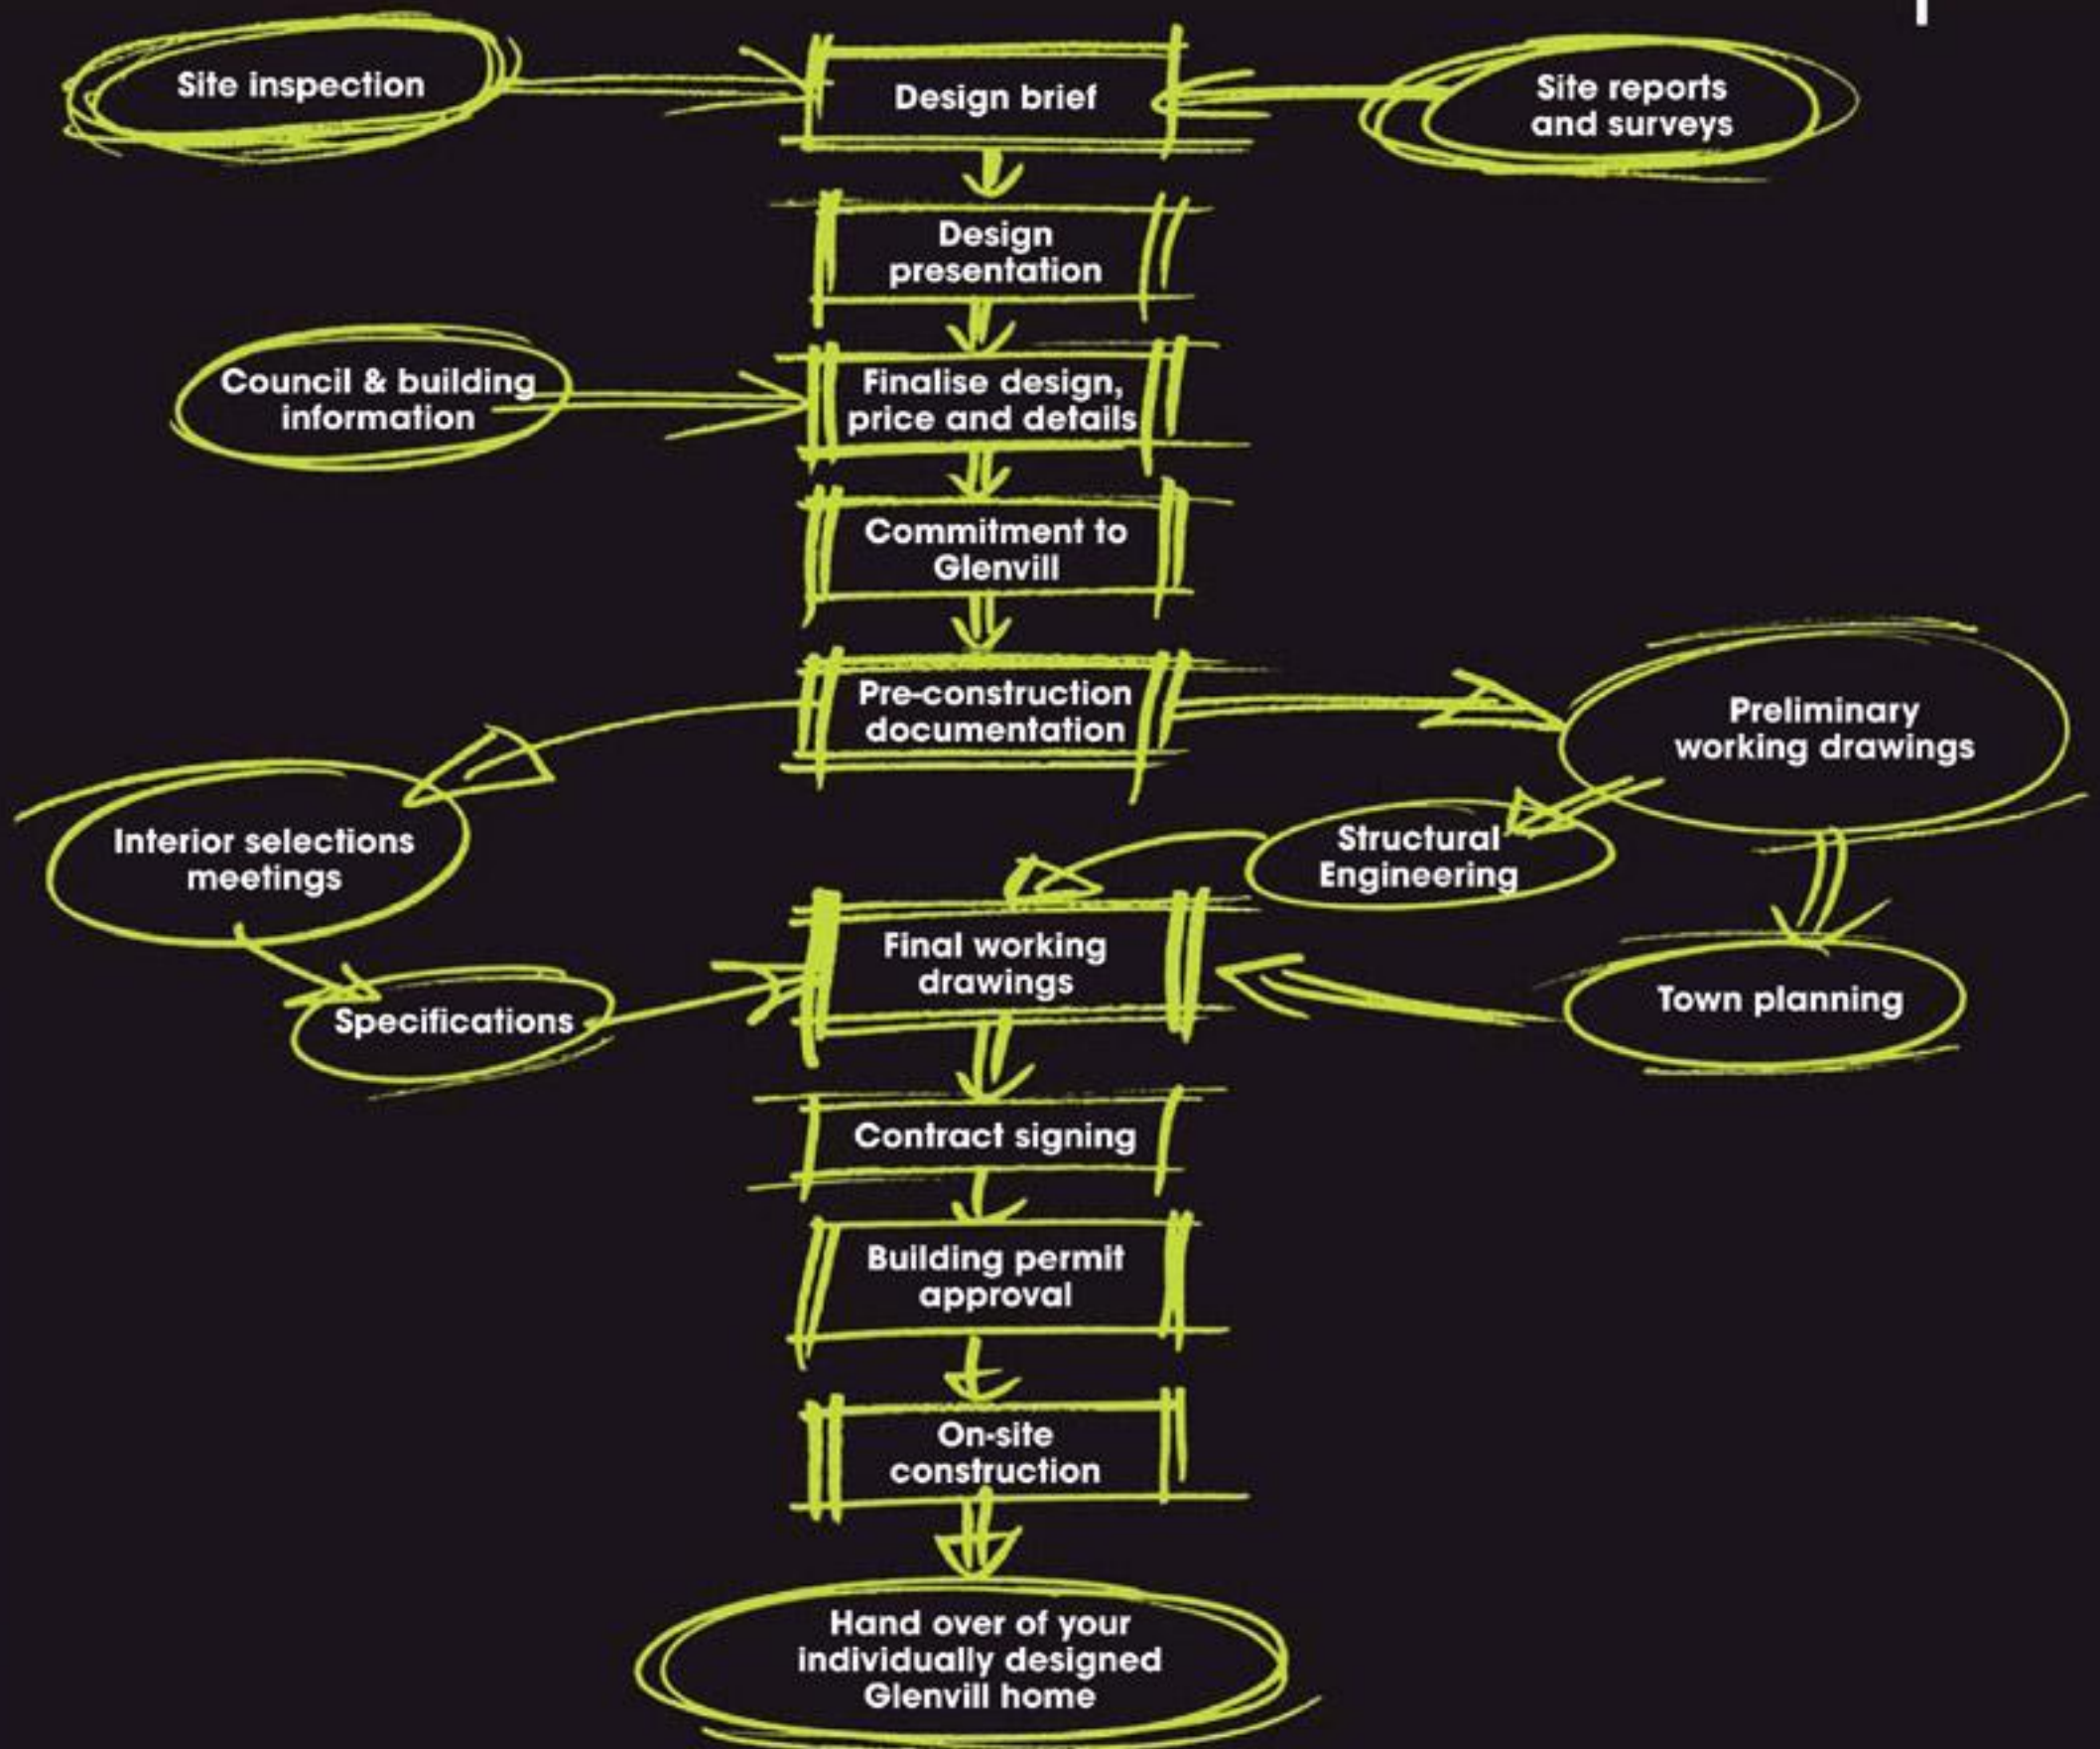 Site inspection
Design brief
Site reports
and surveys
Design
presentation
Council & building
information
Finalise design,
price and details
Commitment to
Glenvill
Pre-construction
documentation
Preliminary
working drawings
Interior selections
meetings
Structural
Engineering
Final working
drawings
Specifications
Town planning
Contract signing
Building permit
approval
On-site
construction
Hand over of your
individually designed
Glenvill home